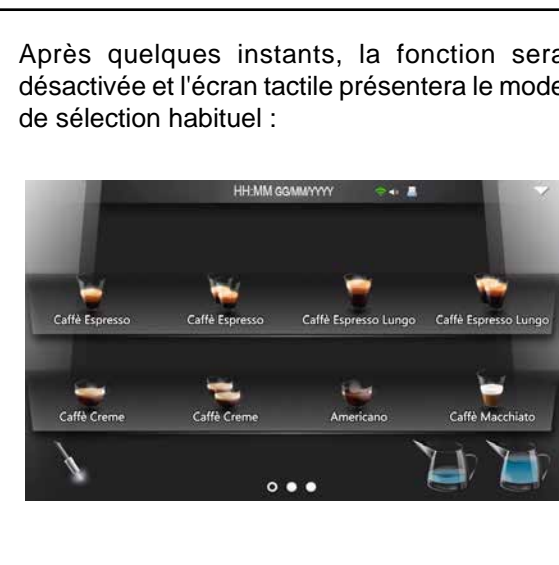 Après quelques instants, la fonction sera
désactivée et l'écran tactile présentera le mode
de sélection habituel :
HH:MM GG/MM/YYYY
Caffè Espresso Caffè Espresso Caffè Espresso Lungo Caffè Espresso Lungo
Caffè Creme Caffè Creme Americano Caffè Macchiato